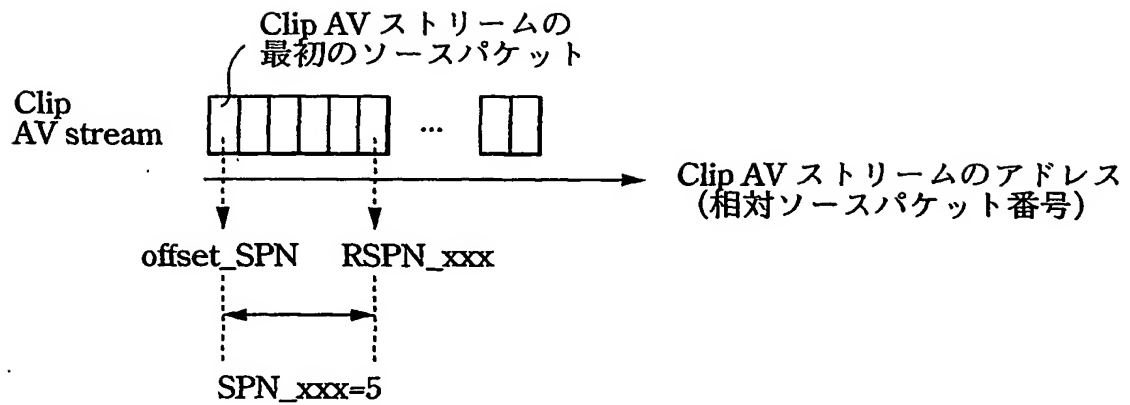 Clip AV ストリームの
最初のソースパケット
Clip
AV stream
...
Clip AV ストリームのアドレス
(相対ソースパケット番号)
offset_SPN RSPN_xxx
SPN_xxx=5